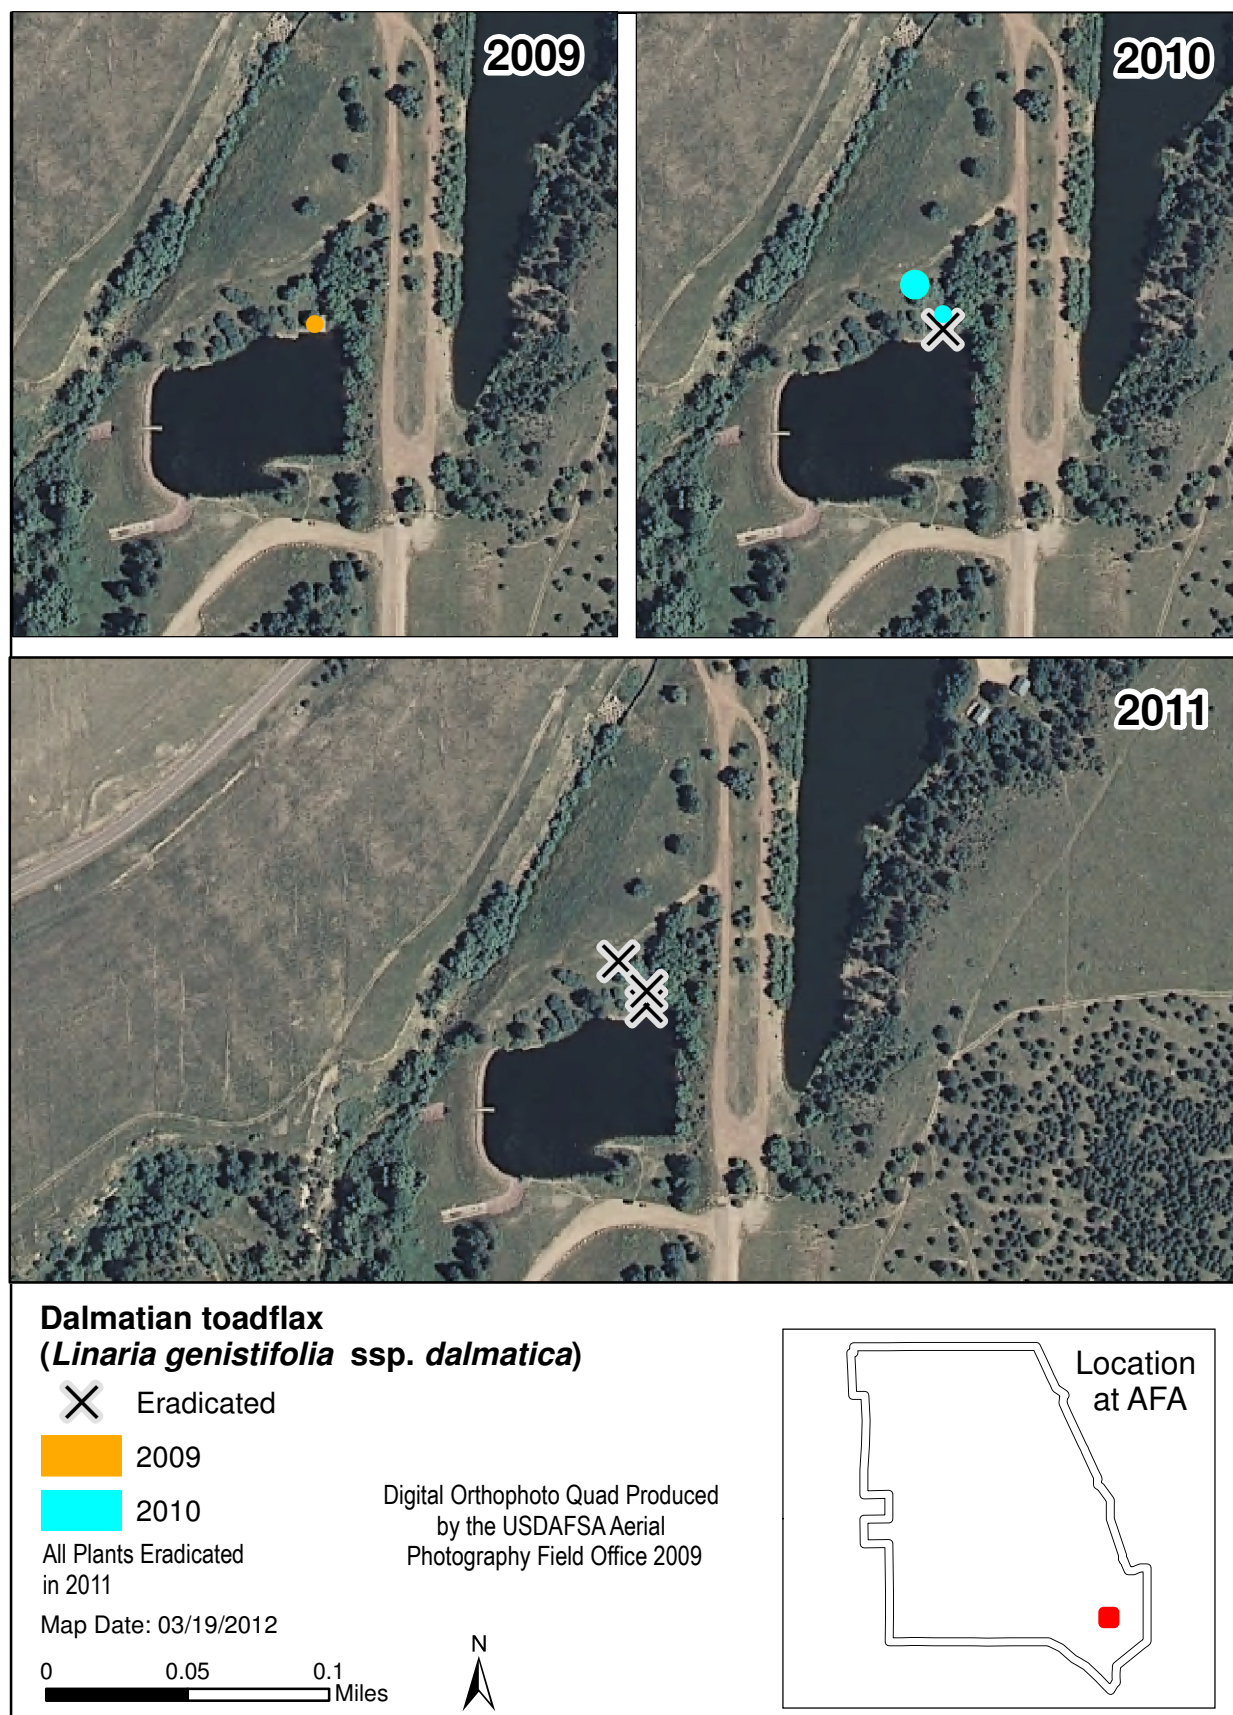 2009
2010
2011
Dalmatian toadflax
(Linaria genistifolia ssp. dalmatica)
Eradicated
2009
2010
All Plants Eradicated
in 2011
Map Date: 03/19/2012
0 0.05 0.1
Miles
Digital Orthophoto Quad Produced
by the USDAFSA Aerial
Photography Field Office 2009
N
Location
at AFA